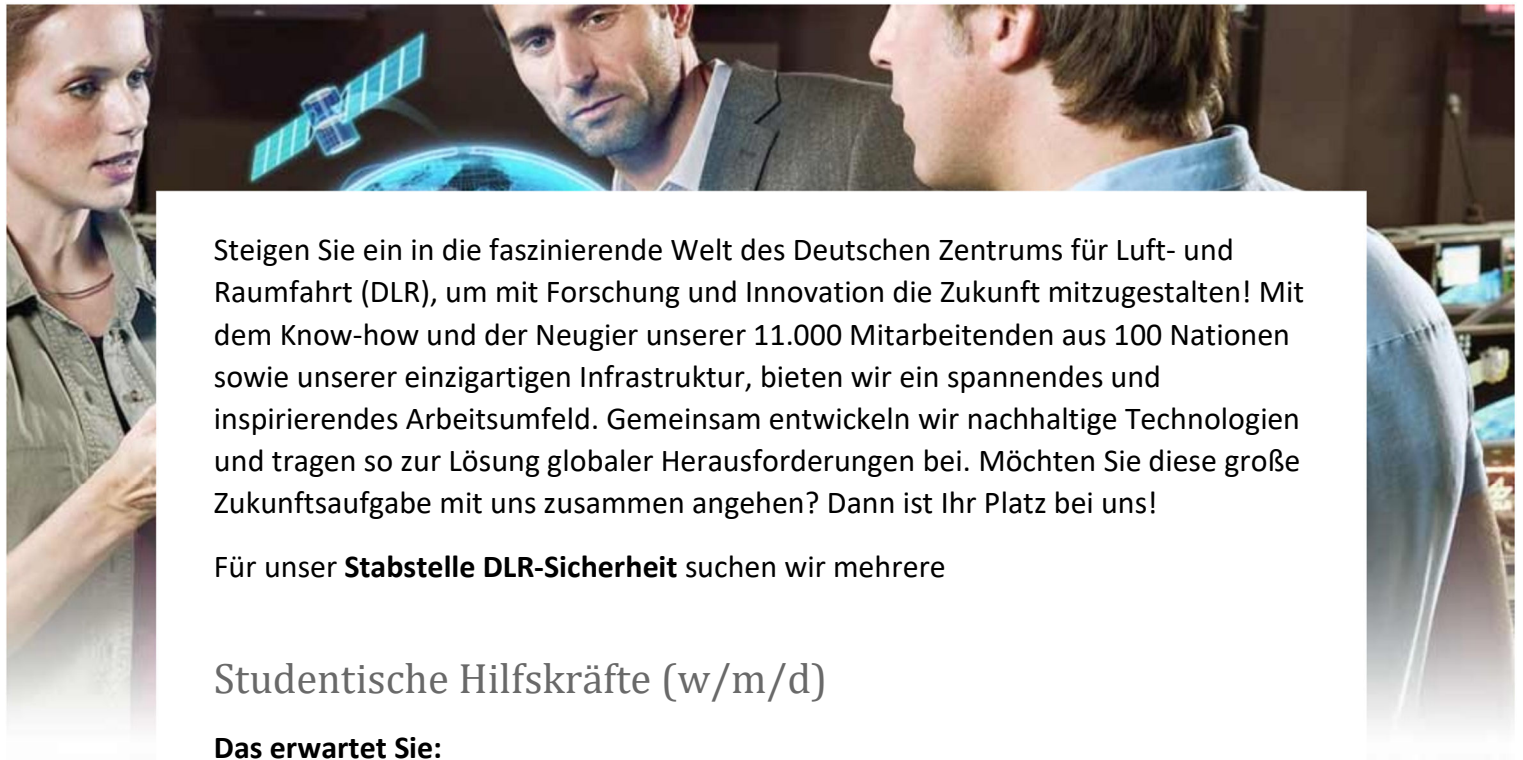 Steigen Sie ein in die faszinierende Welt des Deutschen Zentrums für Luft- und
Raumfahrt (DLR), um mit Forschung und Innovation die Zukunft mitzugestalten! Mit
dem Know-how und der Neugier unserer 11.000 Mitarbeitenden aus 100 Nationen
sowie unserer einzigartigen Infrastruktur, bieten wir ein spannendes und
inspirierendes Arbeitsumfeld. Gemeinsam entwickeln wir nachhaltige Technologien
und tragen so zur Lösung globaler Herausforderungen bei. Möchten Sie diese große
Zukunftsaufgabe mit uns zusammen angehen? Dann ist Ihr Platz bei uns!
Für unser Stabstelle DLR-Sicherheit suchen wir mehrere
Studentische Hilfskräfte (w/m/d)
Das erwartet Sie: